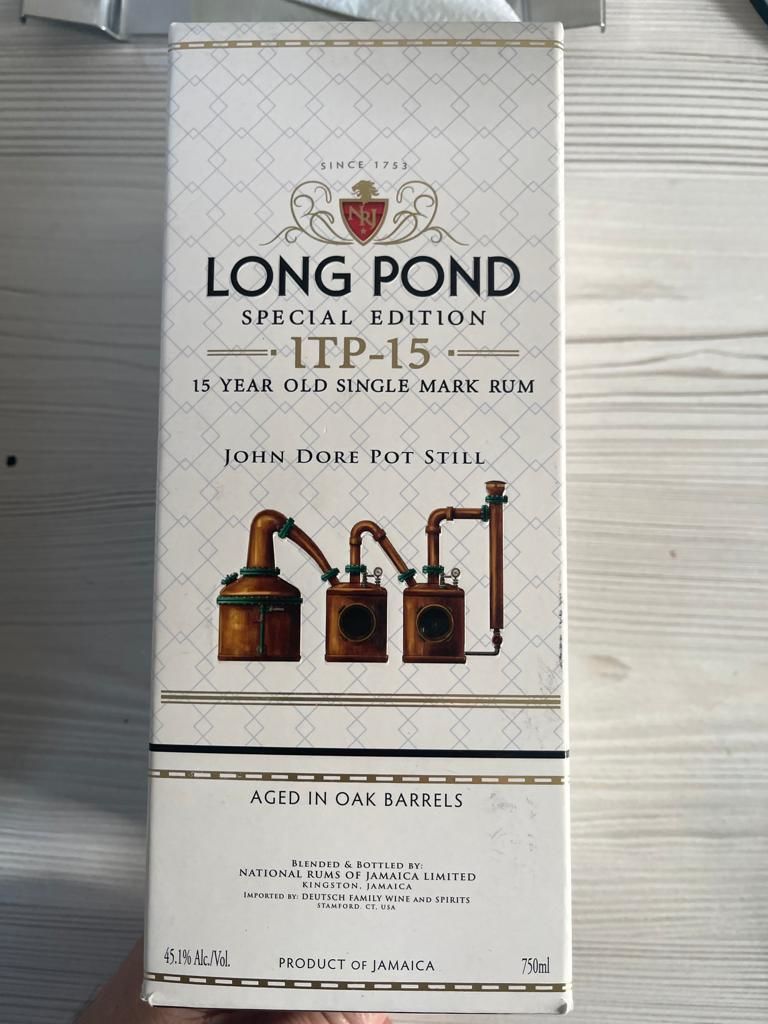 SINCE 1753
NRJ
LONG POND
SPECIAL EDITION
ITP-15
15 YEAR OLD SINGLE MARK RUM
JOHN DORE POT STILL
AGED IN OAK BARRELS
BLENDED & BOTTLED BY:
NATIONAL RUMS OF JAMAICA LIMITED
KINGSTON, JAMAICA
IMPORTED BY: DEUTSCH FAMILY WINE AND SPIRITS
STAMFORD, CT, USA
45.1% Alc./Vol. PRODUCT OF JAMAICA 750ml